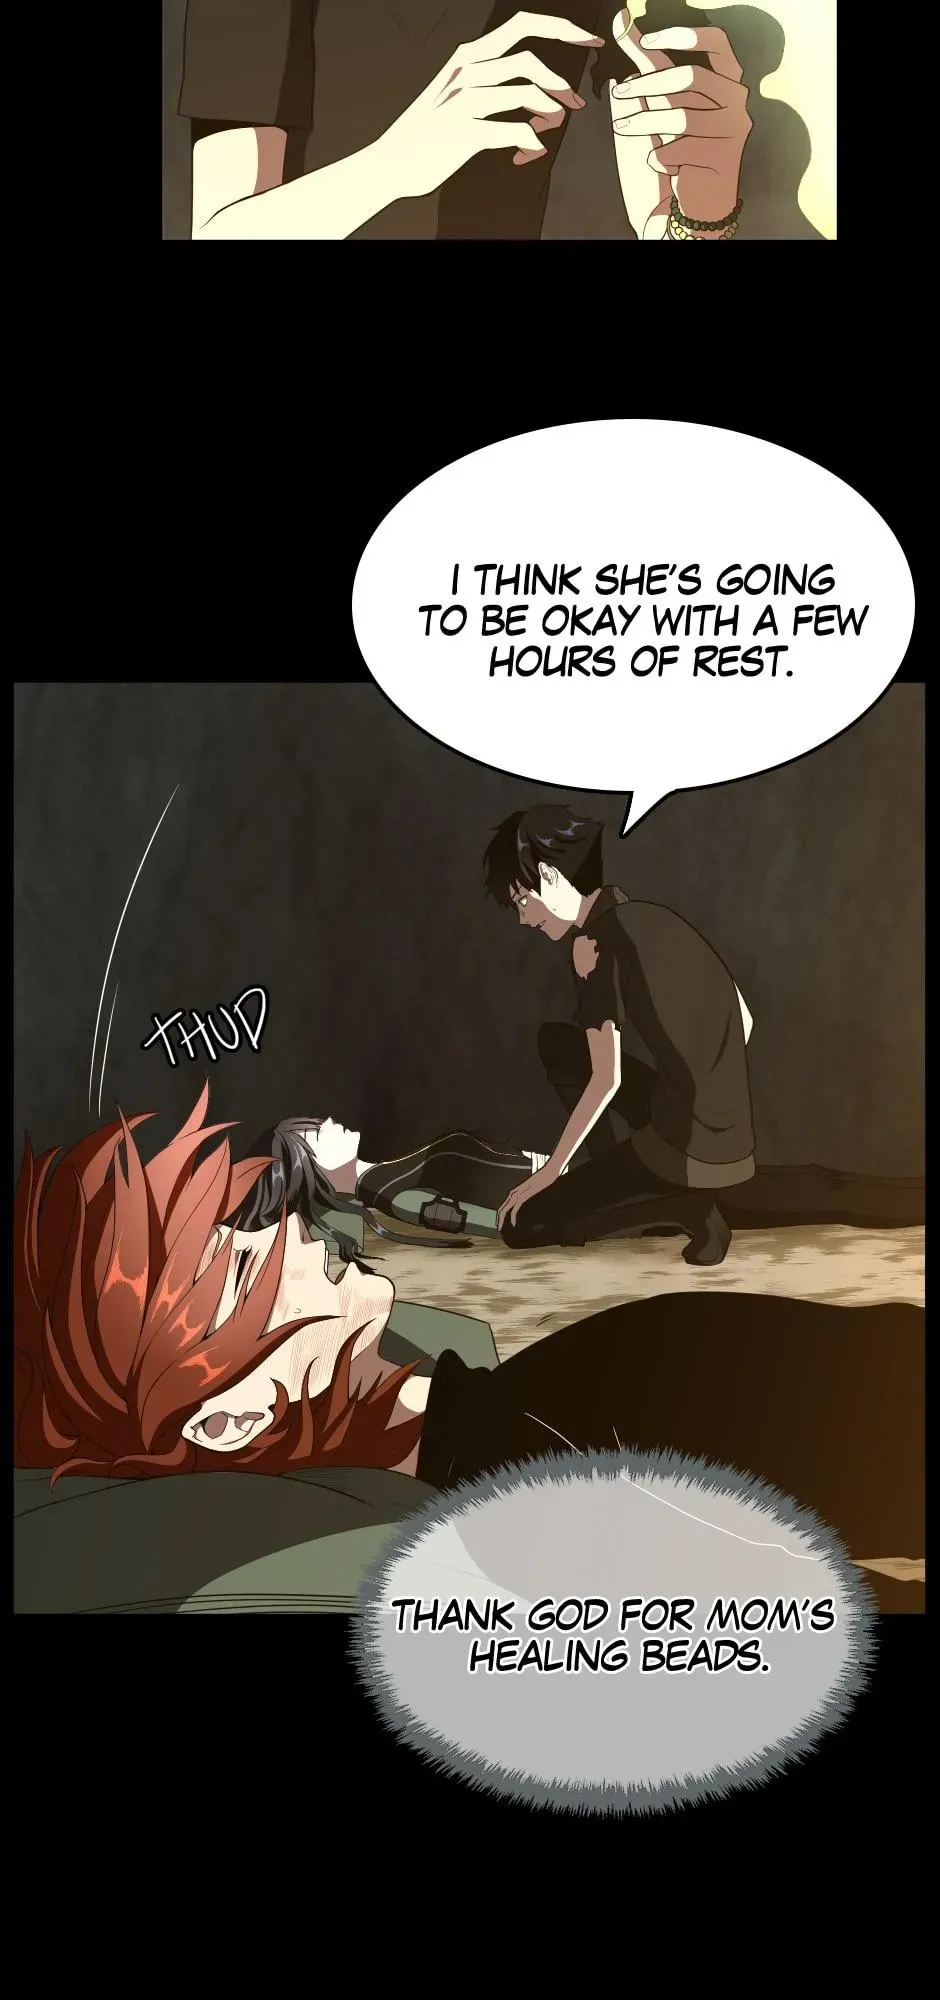 I THINK SHE'S GOING
TO BE OKAY WITH A FEW
HOURS OF REST.
THUD
THANK GOD FOR MOM'S
HEALING BEADS.